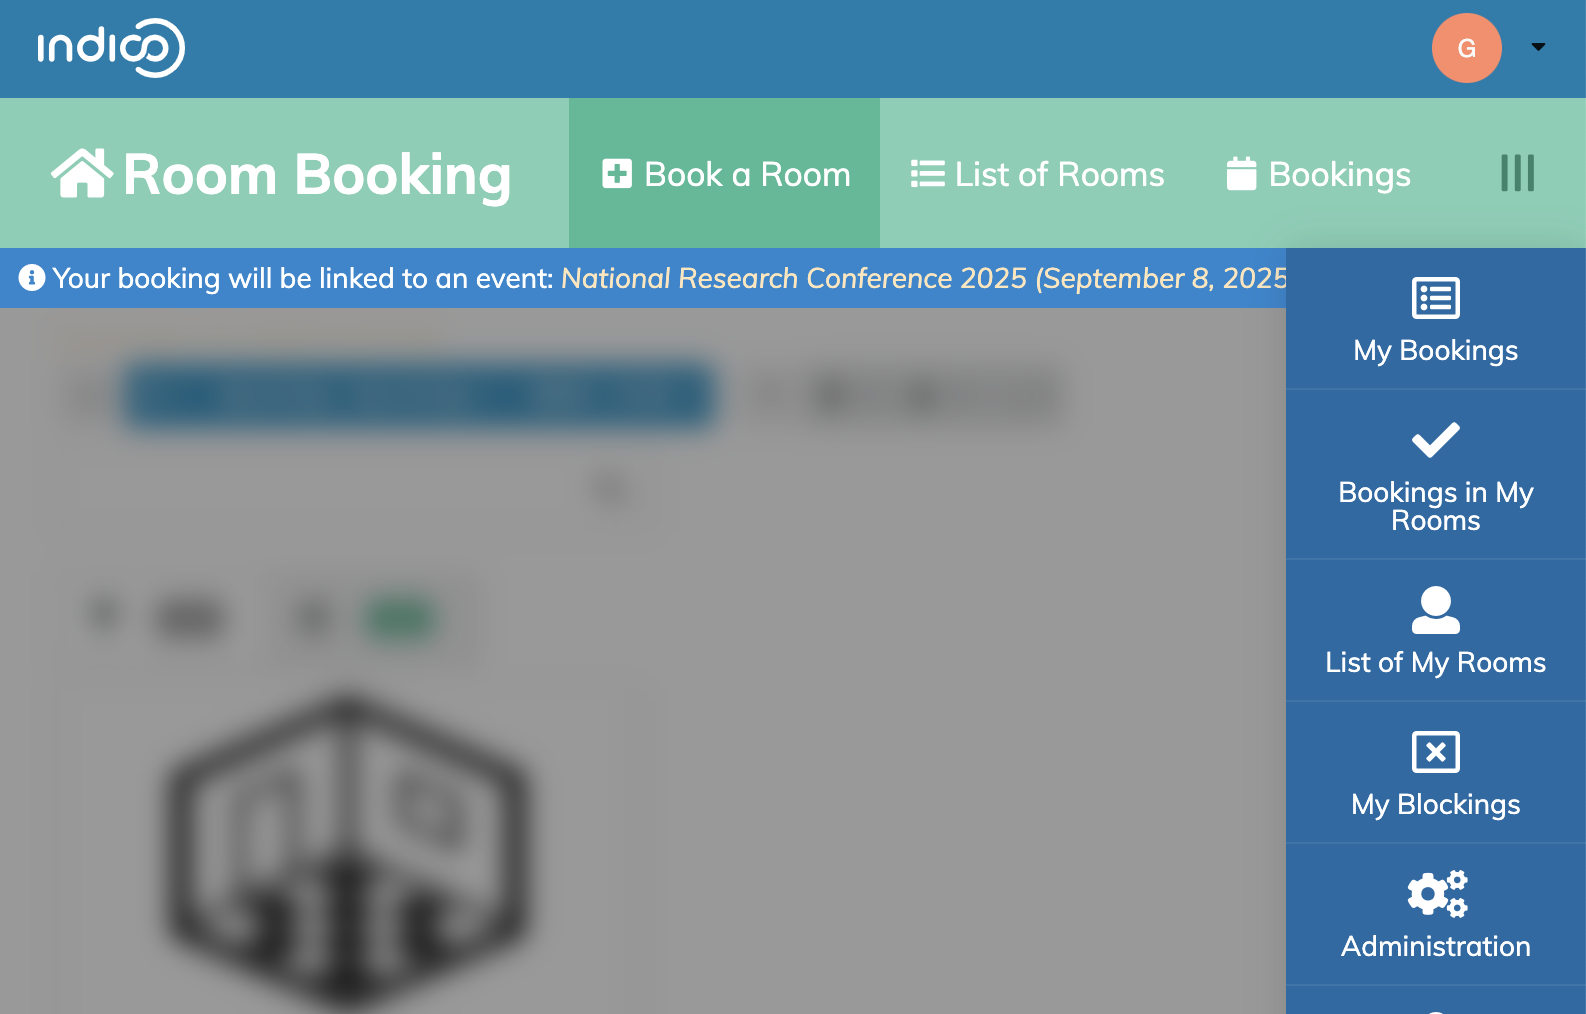 indico
G
Room Booking
Book a Room
List of Rooms
Bookings
Your booking will be linked to an event: National Research Conference 2025 (September 8, 2025
My Bookings
Bookings in My
Rooms
List of My Rooms
My Blockings
Administration